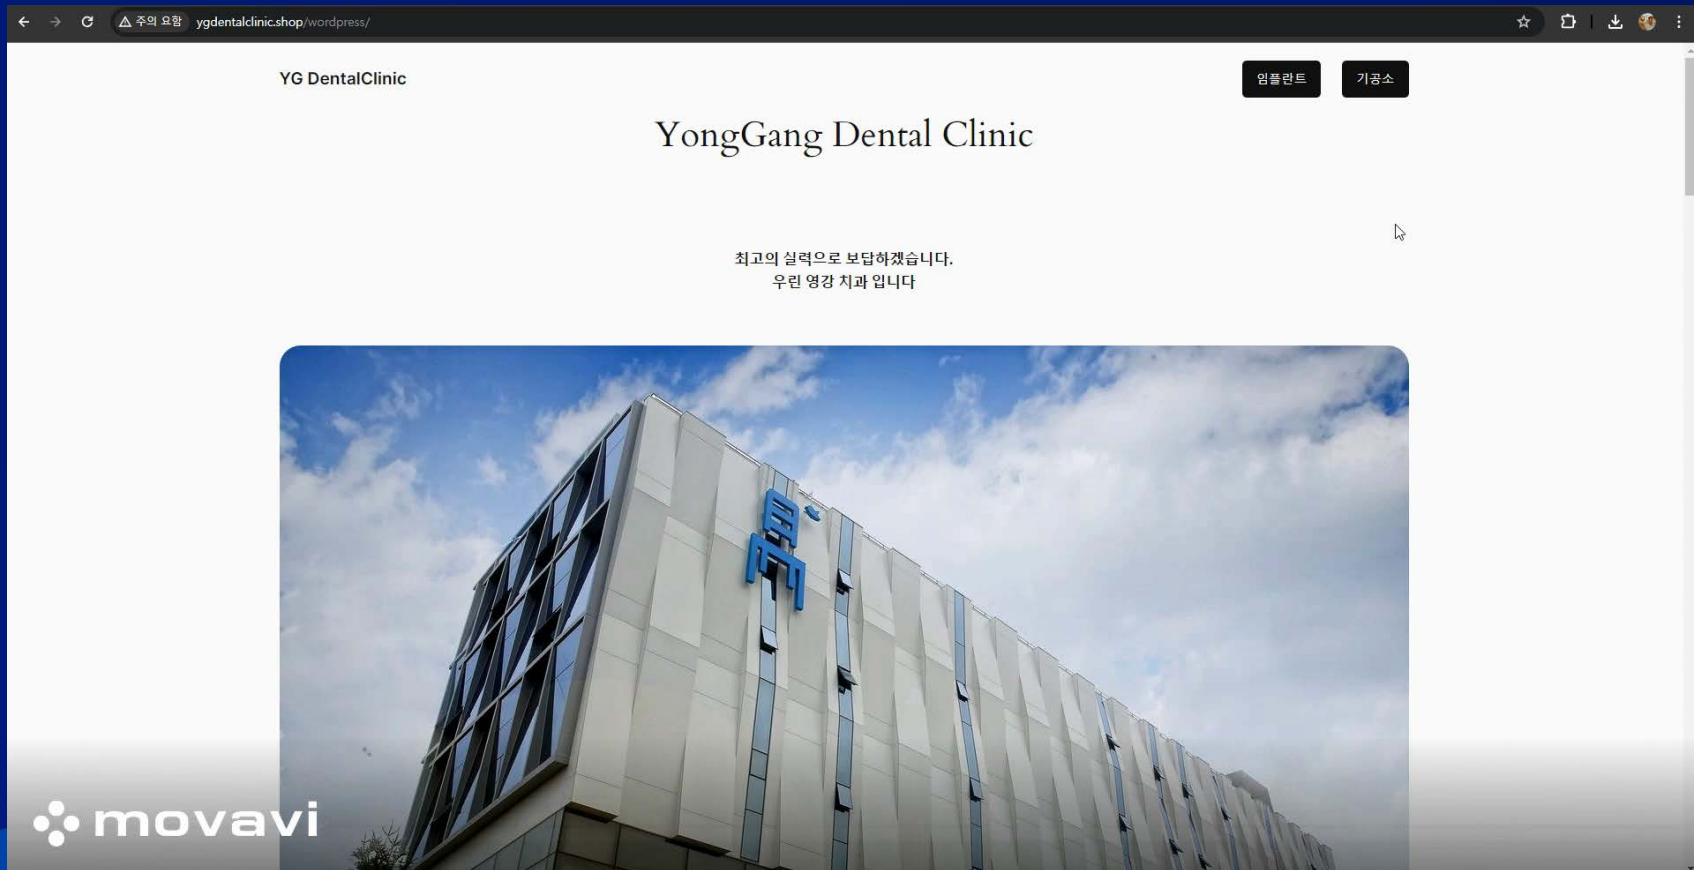 주의 요함 ygdentalclinic.shop/wordpress/
YG DentalClinic
임플란트
기공소
YongGang Dental Clinic
최고의 실력으로 보답하겠습니다.
우린 영강 치과 입니다
movavi